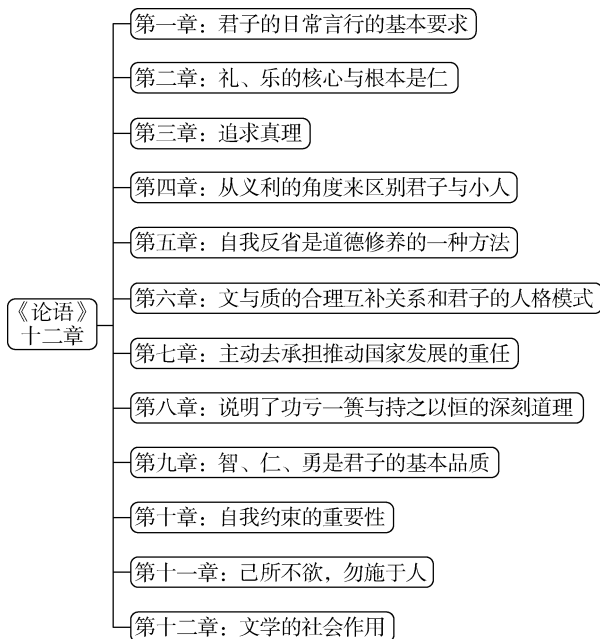 第一章：君子的日常言行的基本要求
第二章：礼、乐的核心与根本是仁
第三章：追求真理
第四章：从义利的角度来区别君子与小人
第五章：自我反省是道德修养的一种方法
第六章：文与质的合理互补关系和君子的人格模式
《论语》
十二章
第七章：主动去承担推动国家发展的重任
第八章：说明了功亏一篑与持之以恒的深刻道理
第九章：智、仁、勇是君子的基本品质
第十章：自我约束的重要性
第十一章：己所不欲，勿施于人
第十二章：文学的社会作用